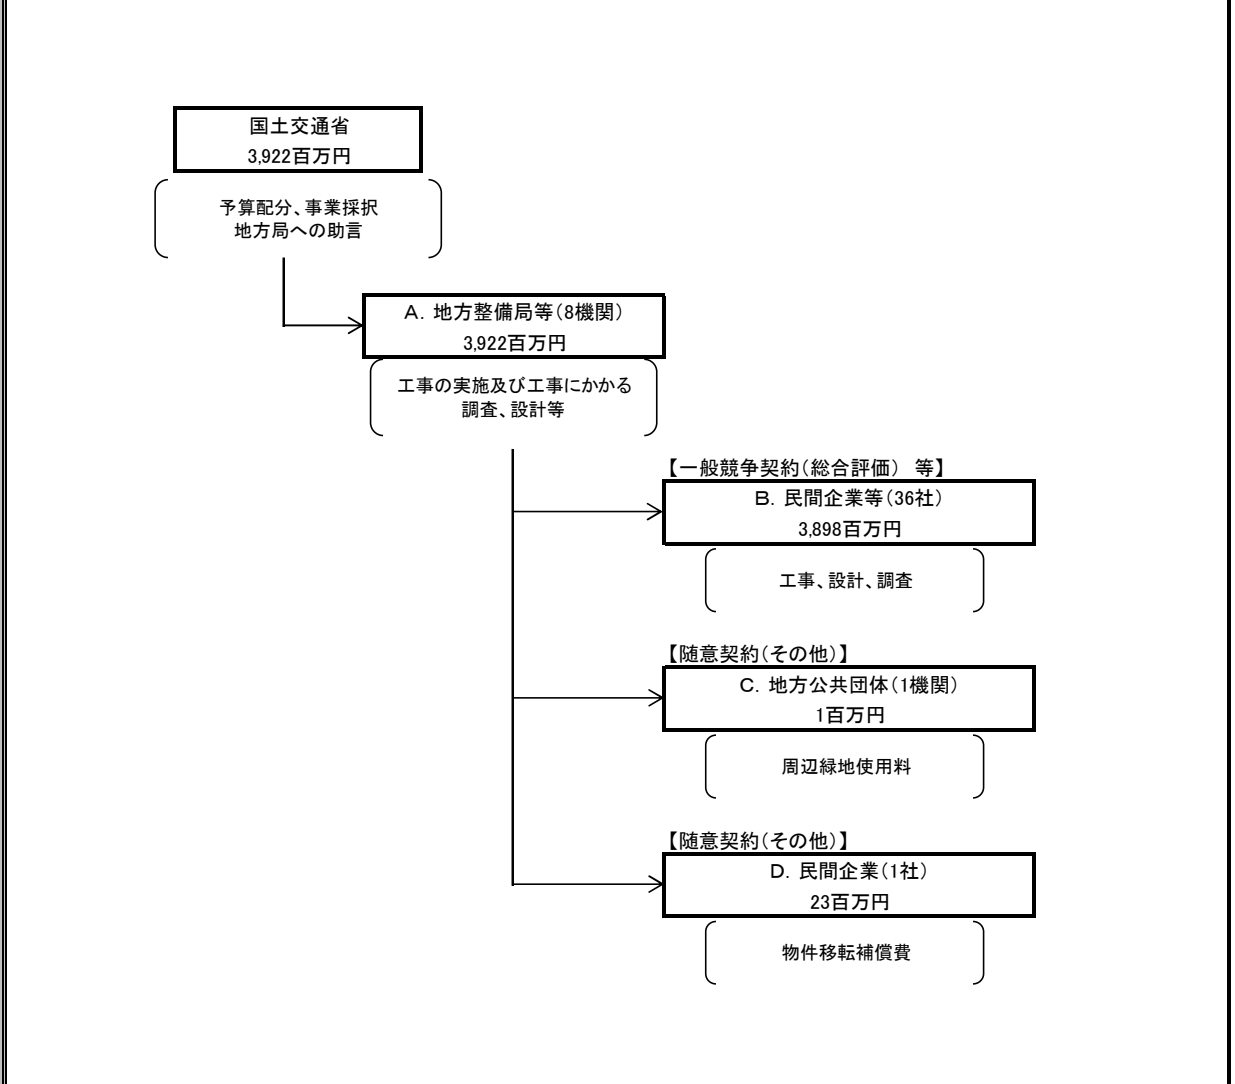 国土交通省
3,922百万円
予算配分、事業採択
地方局への助言
A．地方整備局等（8機関）
3,922百万円
工事の実施及び工事にかかる
調査、設計等
【一般競争契約（総合評価）　等】
B．民間企業等（36社）
3,898百万円
工事、設計、調査
【随意契約（その他）】
C．地方公共団体（1機関）
1百万円
周辺緑地使用料
【随意契約（その他）】
D．民間企業（1社）
23百万円
物件移転補償費